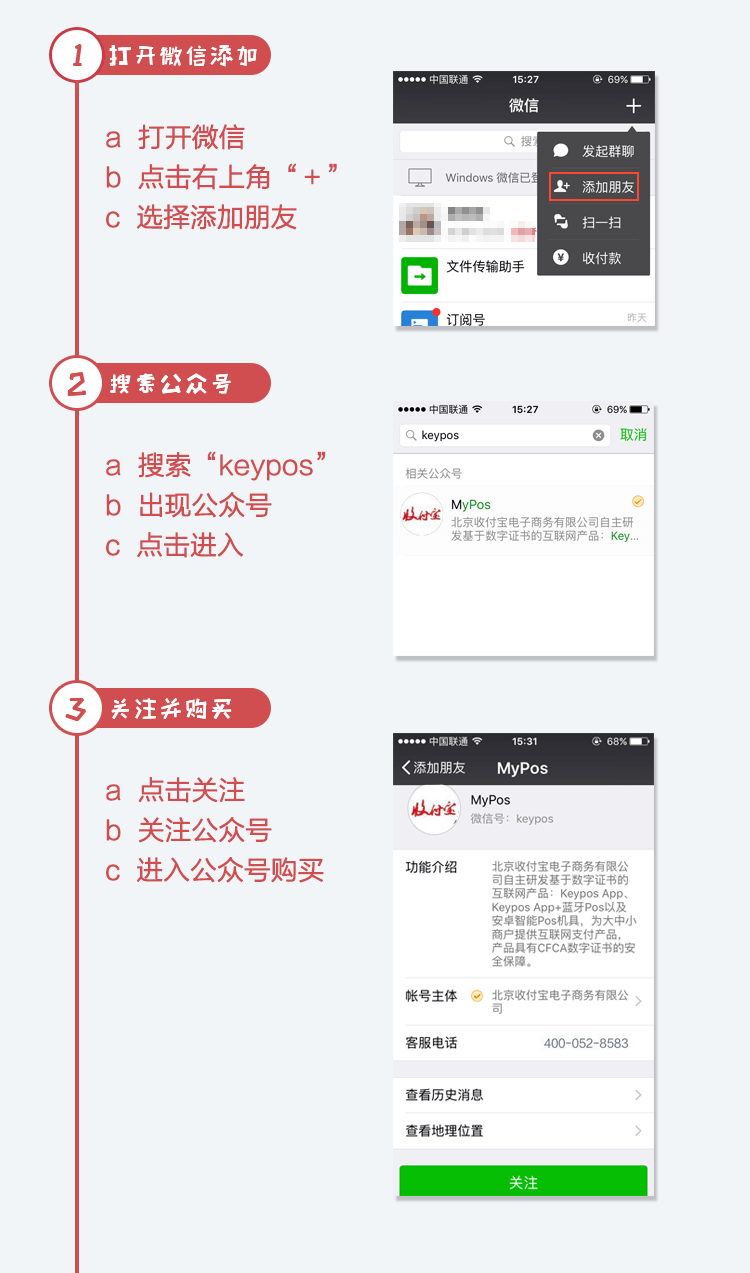 1 打开微信添加
a 打开微信
b 点击右上角“+”
c 选择添加朋友
中国联通 15:27 69%
微信
搜
发起群聊
Windows 微信已登
添加朋友
扫一扫
文件传输助手
收付款
订阅号 昨天
2 搜索公众号
a 搜索“keypos”
b 出现公众号
c 点击进入
中国联通 15:27 69%
keypos 取消
相关公众号
收付宝
MyPos
北京收付宝电子商务有限公司自主研
发基于数字证书的互联网产品：Key...
3 关注并购买
a 点击关注
b 关注公众号
c 进入公众号购买
中国联通 15:31 68%
添加朋友 MyPos
收付宝
MyPos
微信号：keypos
功能介绍 北京收付宝电子商务有限公
司自主研发基于数字证书的
互联网产品：Keypos App、
Keypos App+蓝牙Pos以及
安卓智能Pos机具，为大中小
商户提供互联网支付产品，
产品具有CFCA数字证书的安
全保障。
帐号主体 北京收付宝电子商务有限公
司
客服电话 400-052-8583
查看历史消息
查看地理位置
关注